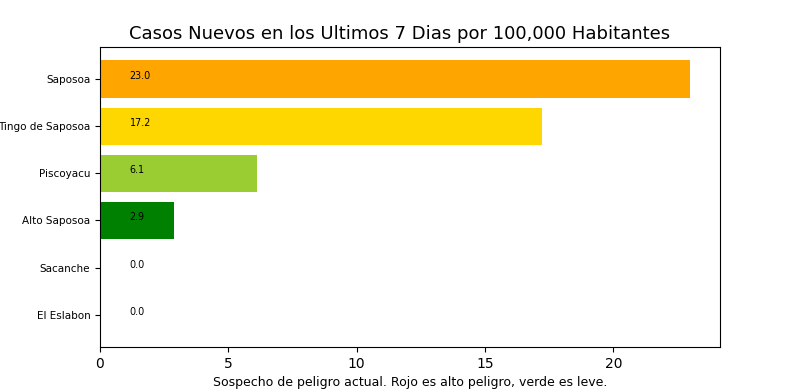 Casos Nuevos en los Ultimos 7 Dias por 100,000 Habitantes
Saposoa 23.0
Tingo de Saposoa 17.2
Piscoyacu 6.1
Alto Saposoa 2.9
Sacanche 0.0
El Eslabon 0.0
0 5 10 15 20
Sospecho de peligro actual. Rojo es alto peligro, verde es leve.